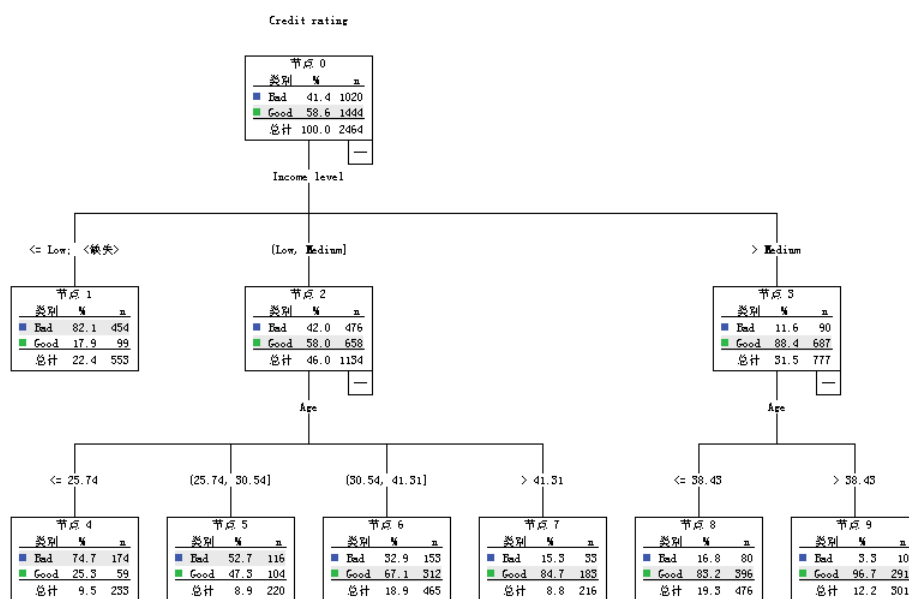 Credit rating
节点 0
类别 % n
Bad 41.4 1020
Good 58.6 1444
总计 100.0 2464
Income level
<= Low; <缺失>
(Low, Medium]
> Medium
节点 1
类别 % n
Bad 82.1 454
Good 17.9 99
总计 22.4 553
节点 2
类别 % n
Bad 42.0 476
Good 58.0 658
总计 46.0 1134
节点 3
类别 % n
Bad 11.6 90
Good 88.4 687
总计 31.5 777
Age
Age
<= 25.74
(25.74, 30.54]
(30.54, 41.31]
> 41.31
<= 38.43
> 38.43
节点 4
类别 % n
Bad 74.7 174
Good 25.3 59
总计 9.5 233
节点 5
类别 % n
Bad 52.7 116
Good 47.3 104
总计 8.9 220
节点 6
类别 % n
Bad 32.9 153
Good 67.1 312
总计 18.9 465
节点 7
类别 % n
Bad 15.3 33
Good 84.7 183
总计 8.8 216
节点 8
类别 % n
Bad 16.8 80
Good 83.2 396
总计 19.3 476
节点 9
类别 % n
Bad 3.3 10
Good 96.7 291
总计 12.2 301